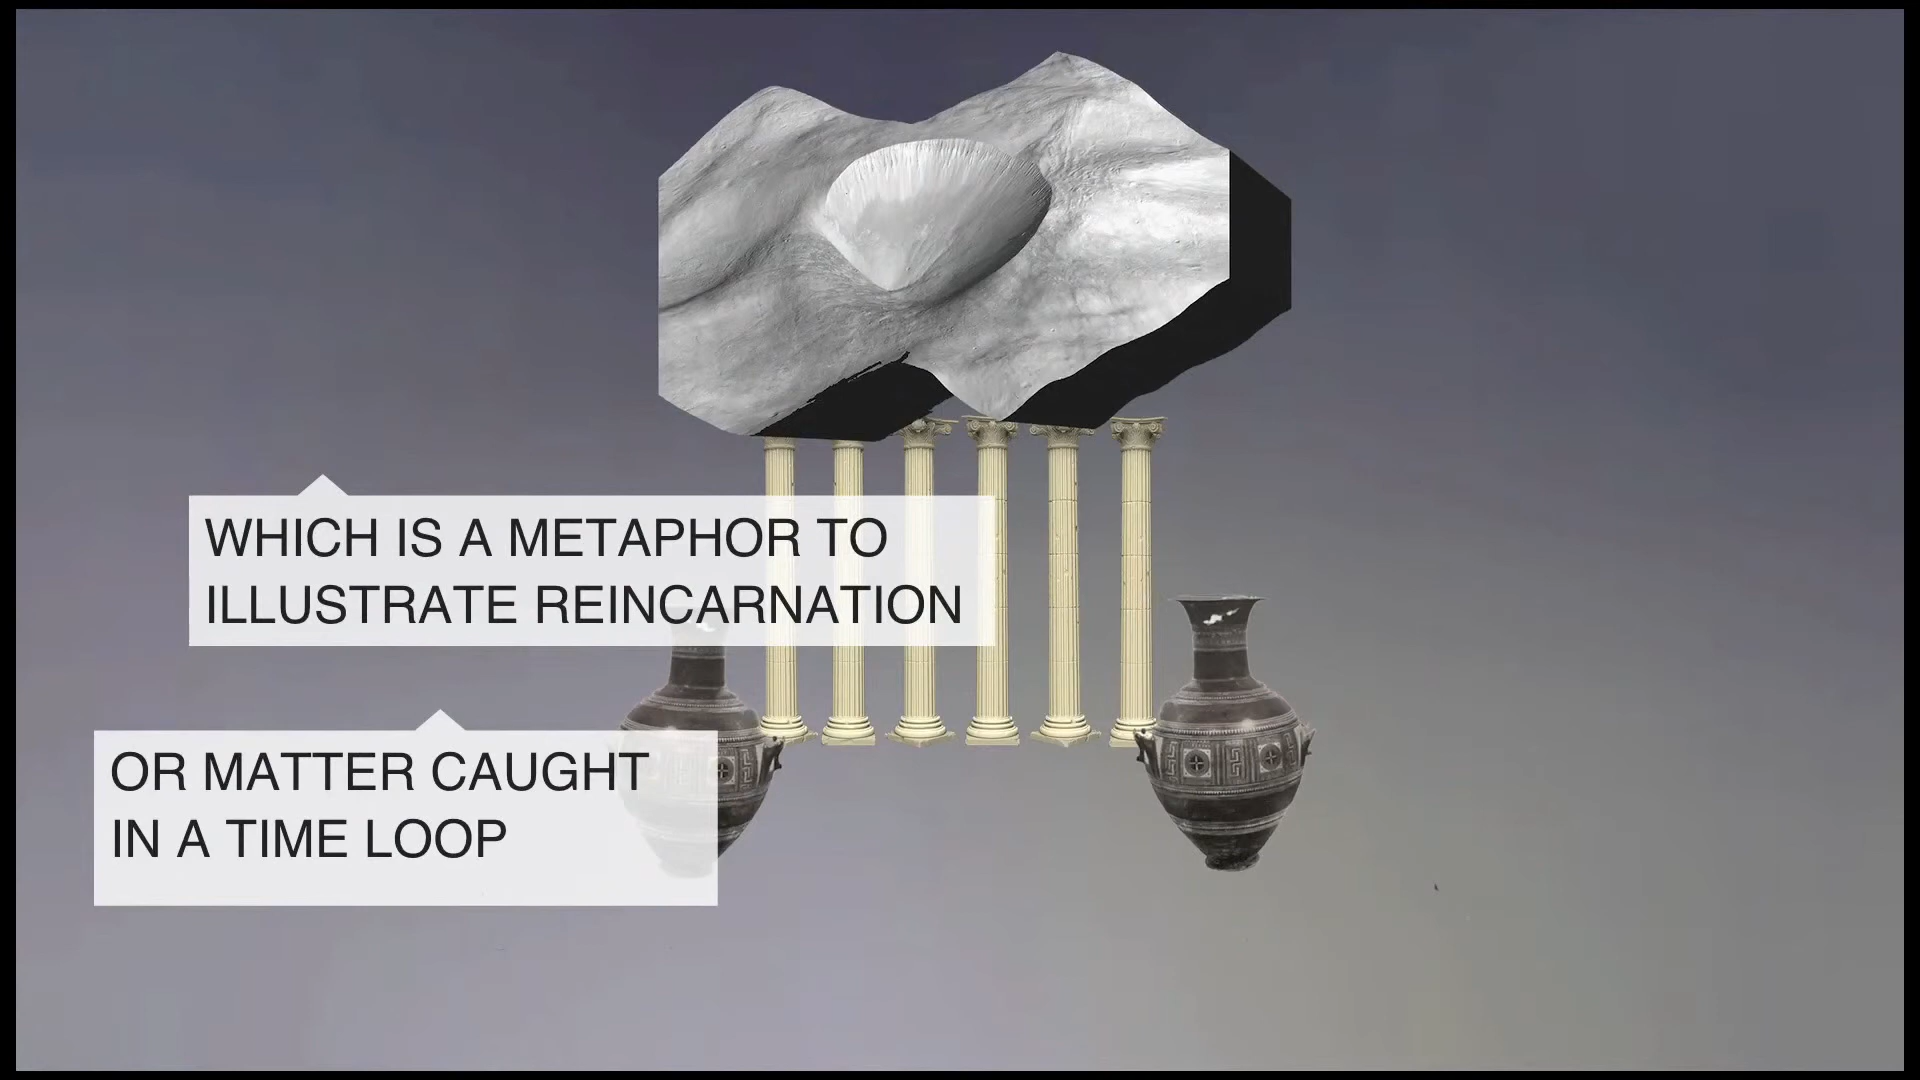 WHICH IS A METAPHOR TO
ILLUSTRATE REINCARNATION
OR MATTER CAUGHT
IN A TIME LOOP